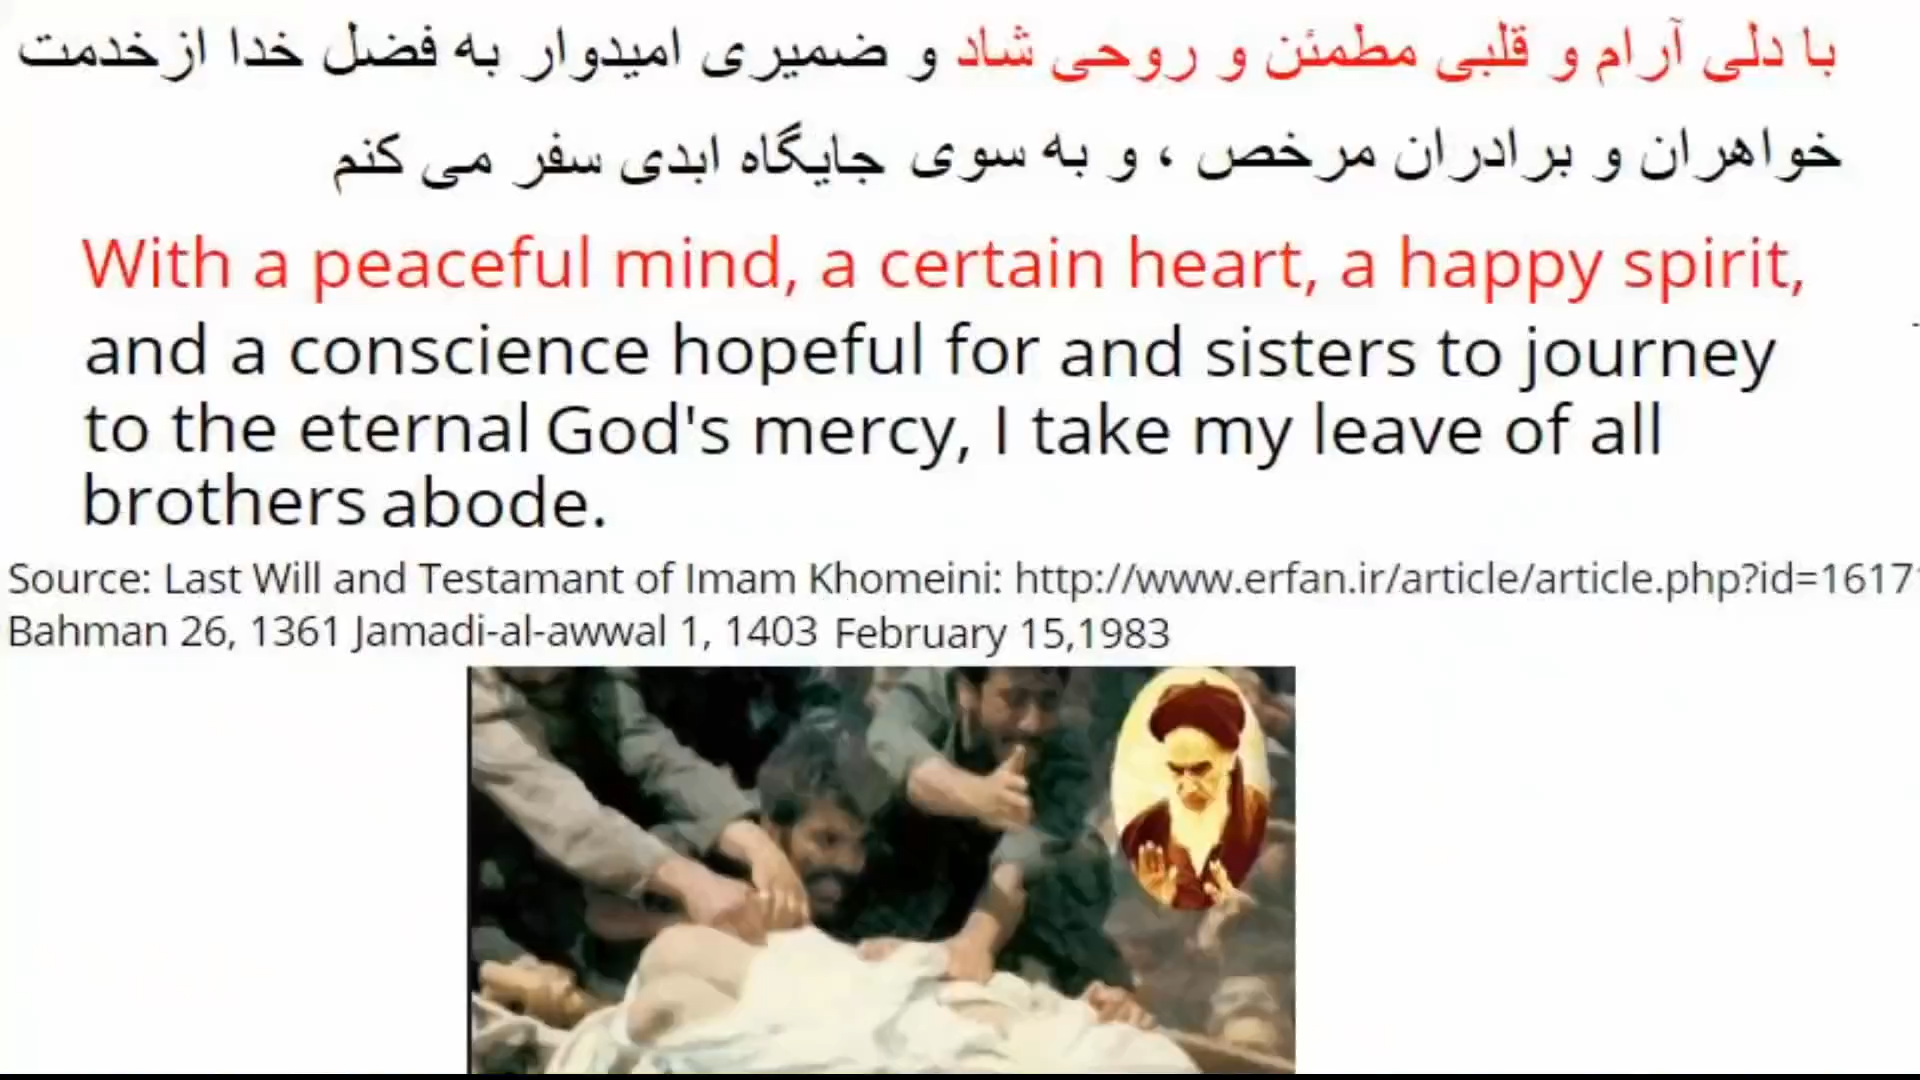 با دلی آرام و قلبی مطمئن و روحی شاد و ضمیری امیدوار به فضل خدا ازخدمت
خواهران و برادران مرخص ، و به سوی جایگاه ابدی سفر می کنم
With a peaceful mind, a certain heart, a happy spirit,
and a conscience hopeful for and sisters to journey
to the eternal God's mercy, I take my leave of all
brothers abode.
Source: Last Will and Testamant of Imam Khomeini: http://www.erfan.ir/article/article.php?id=1617
Bahman 26, 1361 Jamadi-al-awwal 1, 1403 February 15,1983